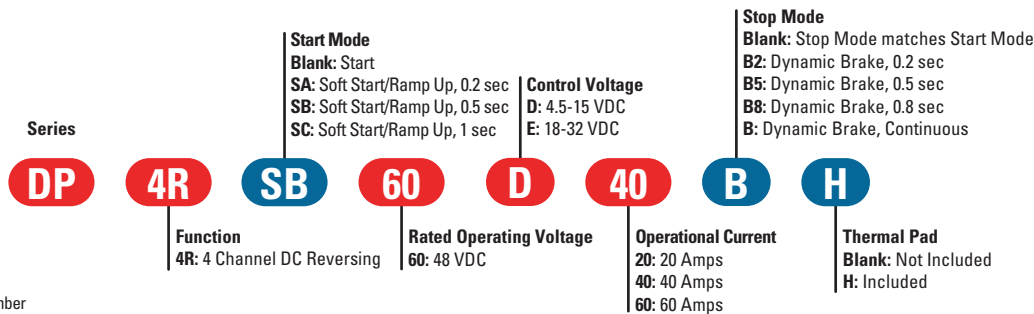 Start Mode
Blank: Start
SA: Soft Start/Ramp Up, 0.2 sec
SB: Soft Start/Ramp Up, 0.5 sec
SC: Soft Start/Ramp Up, 1 sec
Control Voltage
D: 4.5-15 VDC
E: 18-32 VDC
Stop Mode
Blank: Stop Mode matches Start Mode
B2: Dynamic Brake, 0.2 sec
B5: Dynamic Brake, 0.5 sec
B8: Dynamic Brake, 0.8 sec
B: Dynamic Brake, Continuous
Series
DP 4R SB 60 D 40 B H
Function
4R: 4 Channel DC Reversing
Rated Operating Voltage
60: 48 VDC
Operational Current
20: 20 Amps
40: 40 Amps
60: 60 Amps
Thermal Pad
Blank: Not Included
H: Included